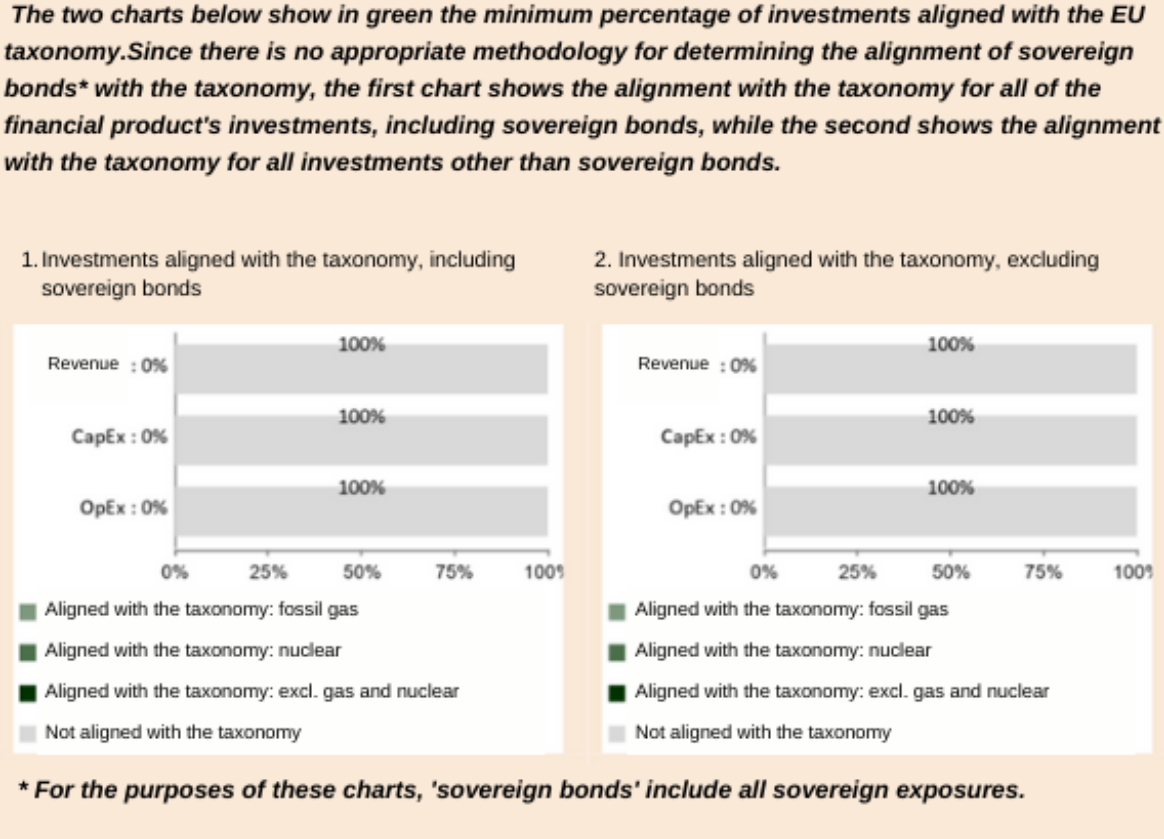 The two charts below show in green the minimum percentage of investments aligned with the EU
taxonomy.Since there is no appropriate methodology for determining the alignment of sovereign
bonds* with the taxonomy, the first chart shows the alignment with the taxonomy for all of the
financial product's investments, including sovereign bonds, while the second shows the alignment
with the taxonomy for all investments other than sovereign bonds.
1. Investments aligned with the taxonomy, including
sovereign bonds
100%
Revenue : 0%
100%
CapEx : 0%
100%
OpEx : 0%
0% 25% 50% 75% 100%
Aligned with the taxonomy: fossil gas
Aligned with the taxonomy: nuclear
Aligned with the taxonomy: excl. gas and nuclear
Not aligned with the taxonomy
2. Investments aligned with the taxonomy, excluding
sovereign bonds
100%
Revenue : 0%
100%
CapEx : 0%
100%
OpEx : 0%
0% 25% 50% 75% 100%
Aligned with the taxonomy: fossil gas
Aligned with the taxonomy: nuclear
Aligned with the taxonomy: excl. gas and nuclear
Not aligned with the taxonomy
* For the purposes of these charts, 'sovereign bonds' include all sovereign exposures.